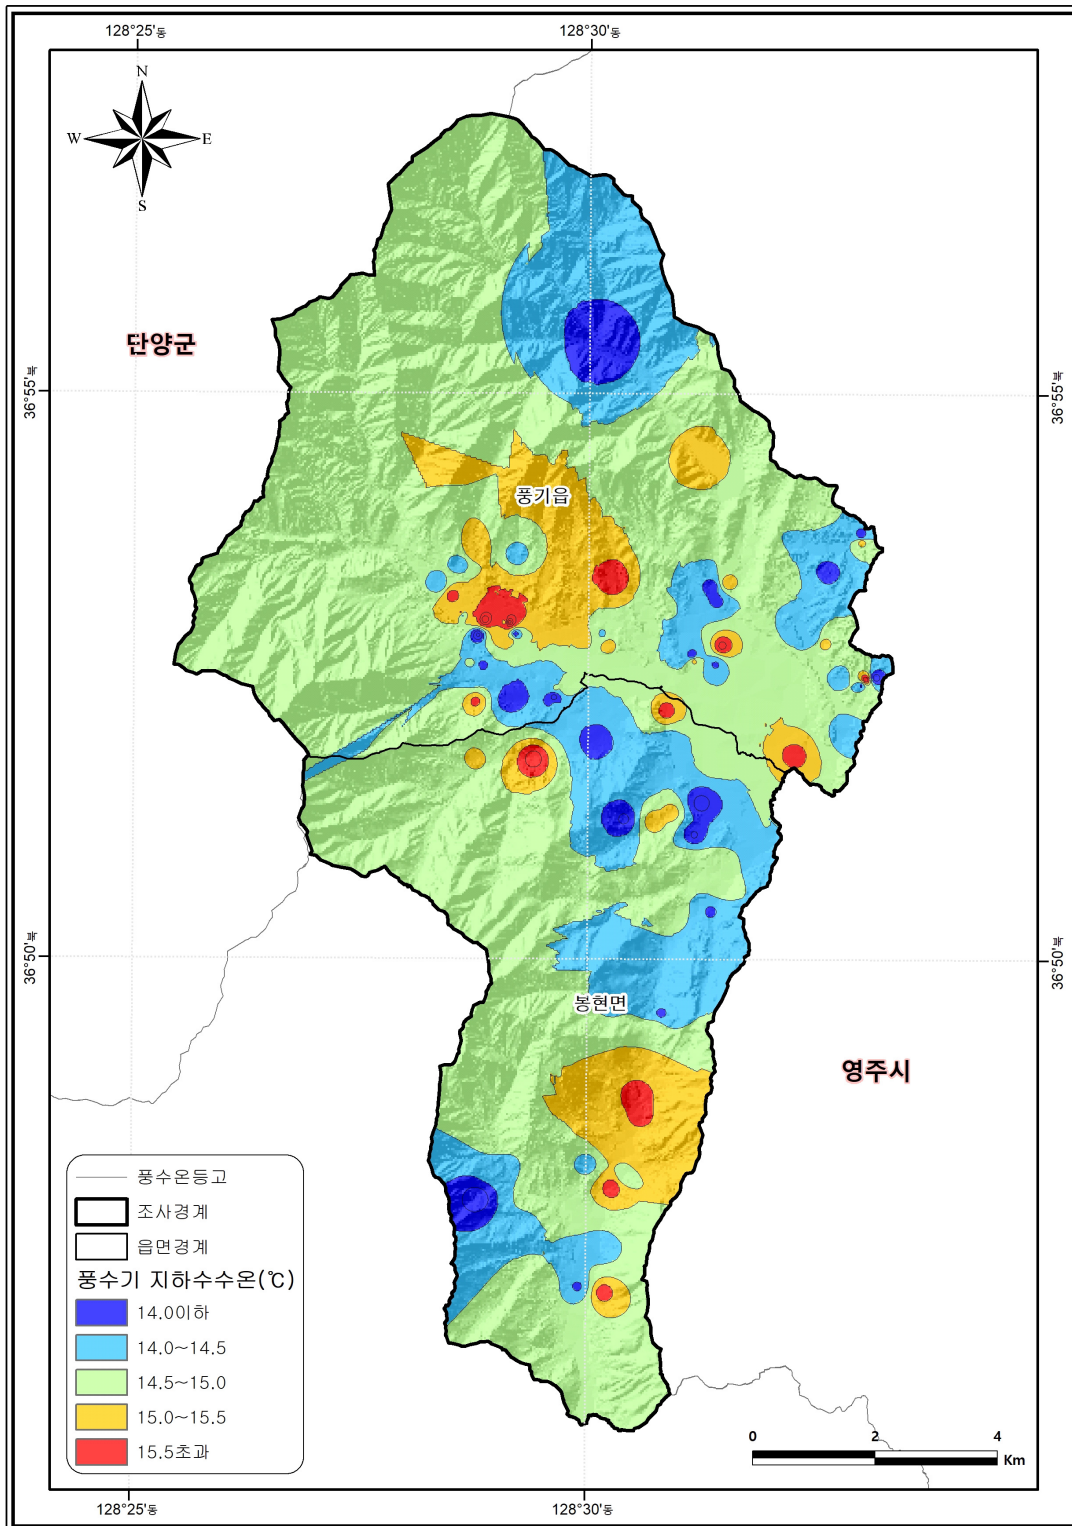 128°25'동
128°30'동
N
W
E
S
단양군
36°55'북
36°55'북
풍기읍
36°50'북
36°50'북
봉현면
영주시
풍수온등고
조사경계
읍면경계
풍수기 지하수수온(℃)
14.0이하
14.0~14.5
14.5~15.0
15.0~15.5
15.5초과
0
2
4
Km
128°25'동
128°30'동